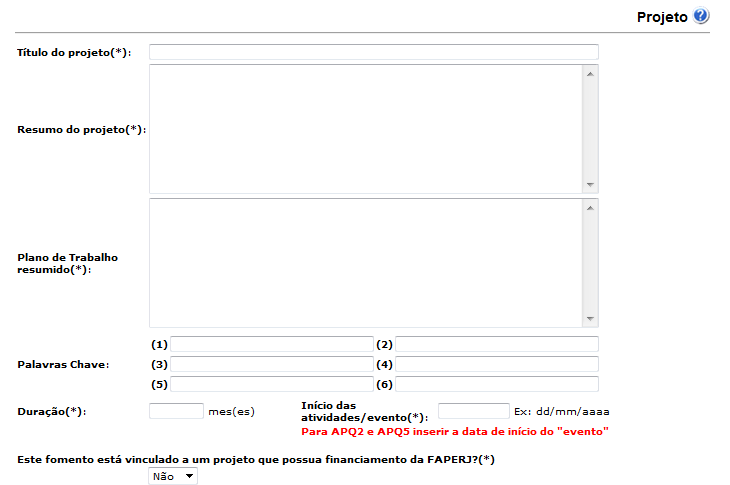 Projeto ?
Título do projeto(*):
Resumo do projeto(*):
Plano de Trabalho
resumido(*):
(1) (2)
Palavras Chave: (3) (4)
(5) (6)
Duração(*): mes(es) Início das
atividades/evento(*): Ex: dd/mm/aaaa
Para APQ2 e APQ5 inserir a data de início do "evento"
Este fomento está vinculado a um projeto que possua financiamento da FAPERJ?(*)
Não